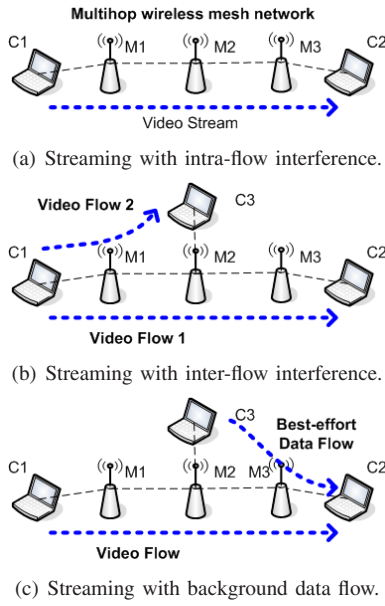 Multihop wireless mesh network
C1 M1 M2 M3 C2
Video Stream
(a) Streaming with intra-flow interference.
Video Flow 2 C3
C1 M1 M2 M3 C2
Video Flow 1
(b) Streaming with inter-flow interference.
C3 Best-effort
Data Flow
C1 M1 M2 M3 C2
Video Flow
(c) Streaming with background data flow.